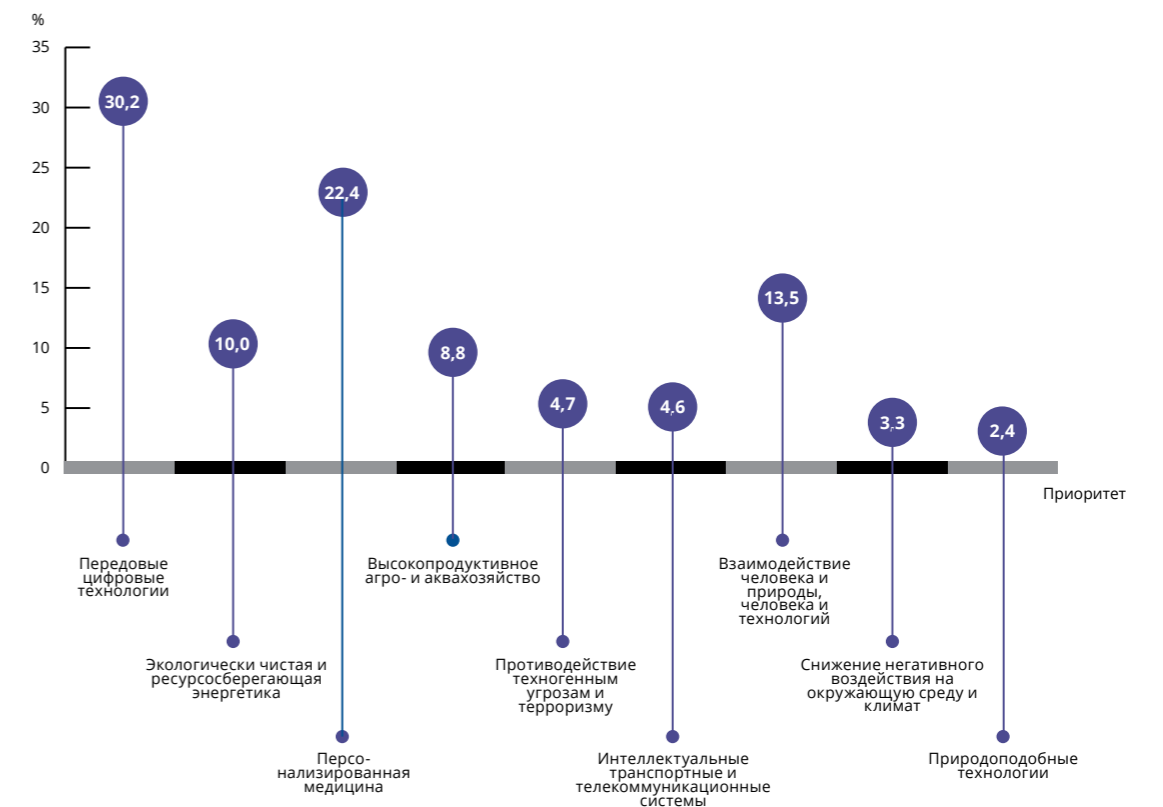 %
35
30
25
20
15
10
5
0
30,2
10,0
22,4
8,8
4,7
4,6
13,5
3,3
2,4
Приоритет
Передовые
цифровые
технологии
Экологически чистая и
ресурсосберегающая
энергетика
Персо-
нализированная
медицина
Высокопродуктивное
агро- и аквахозяйство
Противодействие
техногенным
угрозам и
терроризму
Интеллектуальные
транспортные и
телекоммуникационные
системы
Взаимодействие
человека и
природы,
человека и
технологий
Снижение негативного
воздействия на
окружающую среду и
климат
Природоподобные
технологии